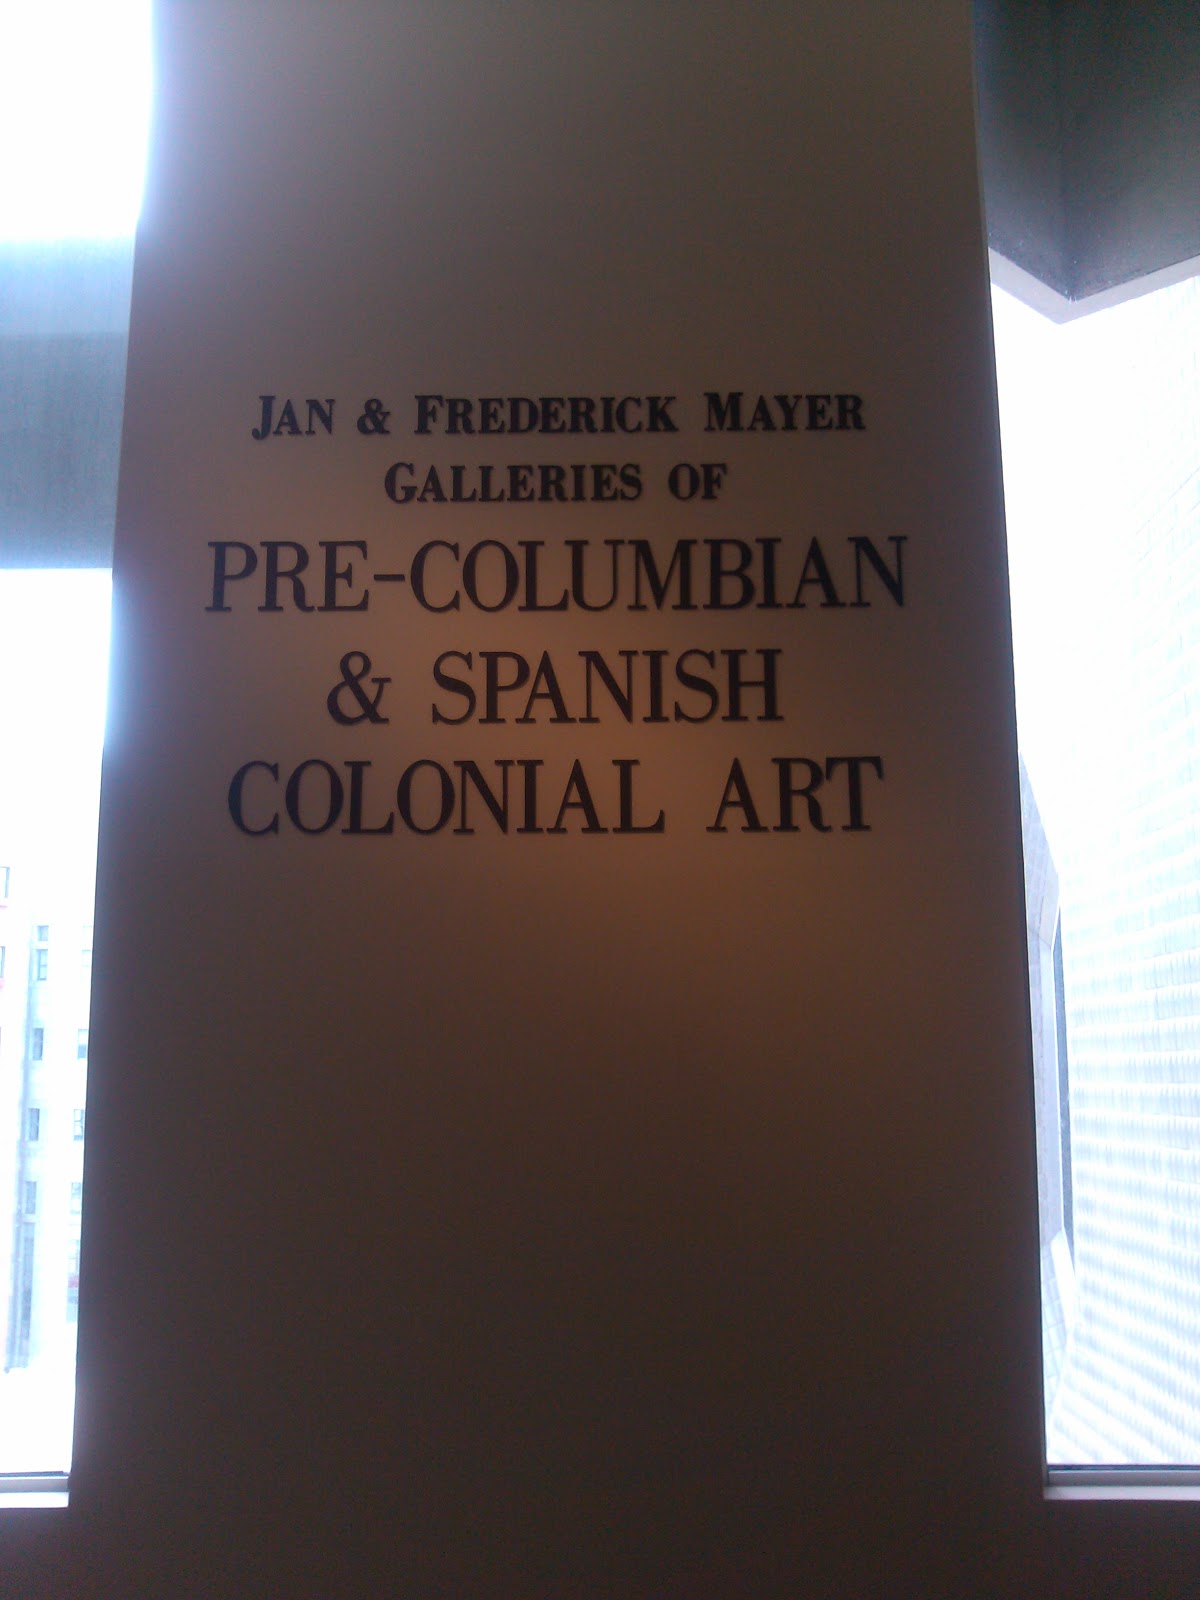 JAN & FREDERICK MAYER
GALLERIES OF
PRE-COLUMBIAN
& SPANISH
COLONIAL ART